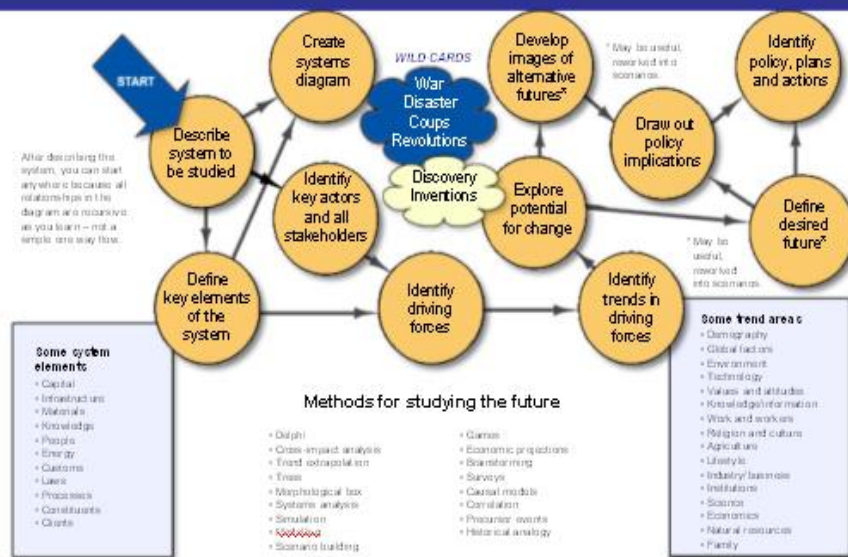 START
Describe
system to
be studied
After describing the
system, you can start
anywhere because all
relationships in the
diagram are recursive
as you learn – not a
simple one way flow.
Create
systems
diagram
WILD CARDS
War
Disaster
Coups
Revolutions
Discovery
Inventions
Identify
key actors
and all
stakeholders
Define
key elements
of the
system
Identify
driving
forces
Identify
trends in
driving
forces
Explore
potential
for change
Develop
images of
alternative
futures*
* May be useful,
reworked into
scenarios.
Draw out
policy
implications
Identify
policy, plans
and actions
Define
desired
future*
* May be
useful,
reworked
into scenarios.
Some system
elements
• Capital
• Infrastructure
• Materials
• Knowledge
• People
• Energy
• Customs
• Laws
• Processes
• Constituents
• Clients
Methods for studying the future
• Delphi
• Cross-impact analysis
• Trend extrapolation
• Trees
• Morphological box
• Systems analysis
• Simulation
• Scenario building
• Games
• Economic projections
• Brainstorming
• Surveys
• Causal models
• Correlation
• Precursor events
• Historical analogy
Some trend areas
• Demography
• Global factors
• Environment
• Technology
• Values and attitudes
• Knowledge/information
• Work and workers
• Religion and culture
• Agriculture
• Lifestyle
• Industry/business
• Institutions
• Science
• Economics
• Natural resources
• Family